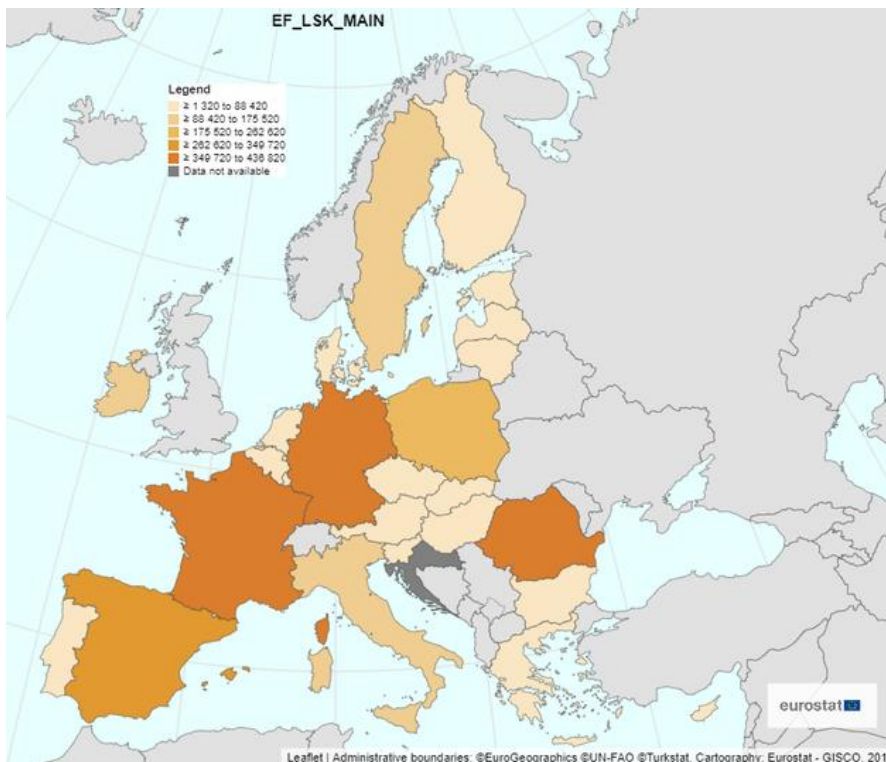 EF_LSK_MAIN
Legend
≥ 1 320 to 88 420
≥ 88 420 to 175 520
≥ 175 520 to 262 620
≥ 262 620 to 349 720
≥ 349 720 to 436 820
Data not available
eurostat
Leaflet | Administrative boundaries: ©EuroGeographics ©UN-FAO ©Turkstat, Cartography: Eurostat - GISCO, 201